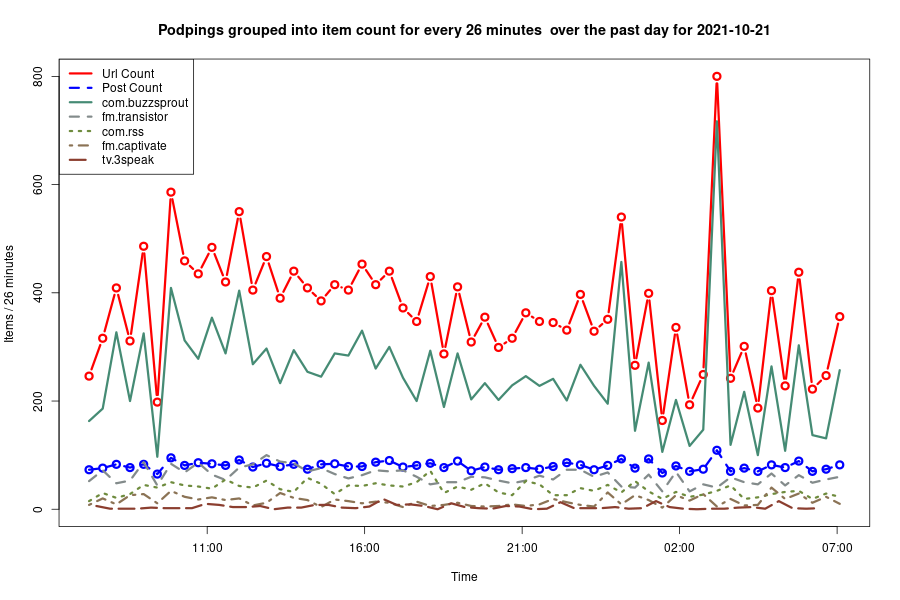 Podpings grouped into item count for every 26 minutes  over the past day for 2021-10-21
Url Count
Post Count
com.buzzsprout
fm.transistor
com.rss
fm.captivate
tv.3speak
Items / 26 minutes
800
600
400
200
0
11:00 16:00 21:00 02:00 07:00
Time